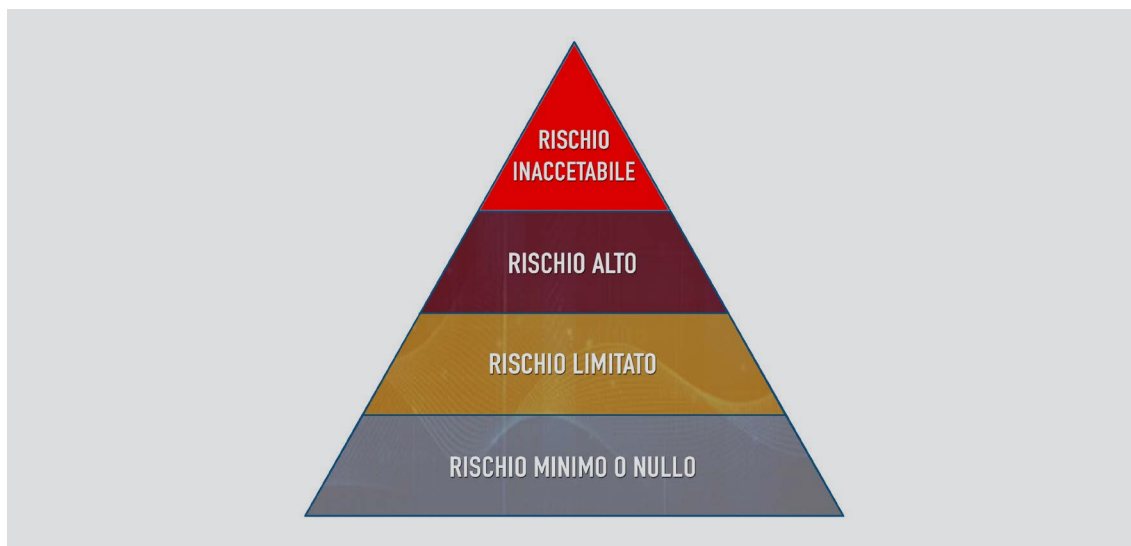 RISCHIO
INACCETABILE
RISCHIO ALTO
RISCHIO LIMITATO
RISCHIO MINIMO O NULLO